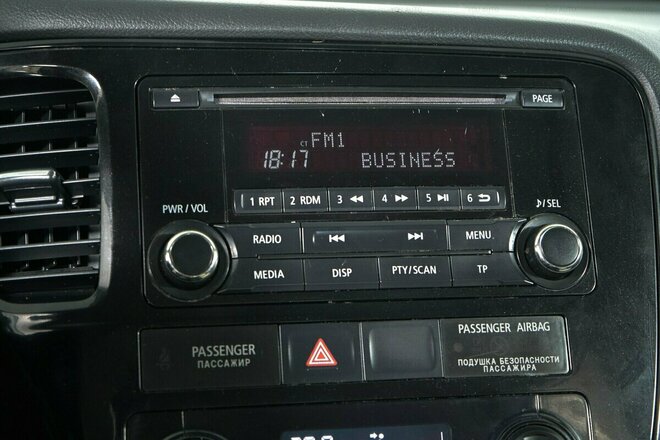 PAGE
FM1
CT
18:17 BUSINESS
1 RPT 2 RDM 3 4 5 6
PWR / VOL
/ SEL
RADIO MENU
MEDIA DISP PTY/SCAN TP
PASSENGER
ПАССАЖИР
PASSENGER AIRBAG
ПОДУШКА БЕЗОПАСНОСТИ
ПАССАЖИРА